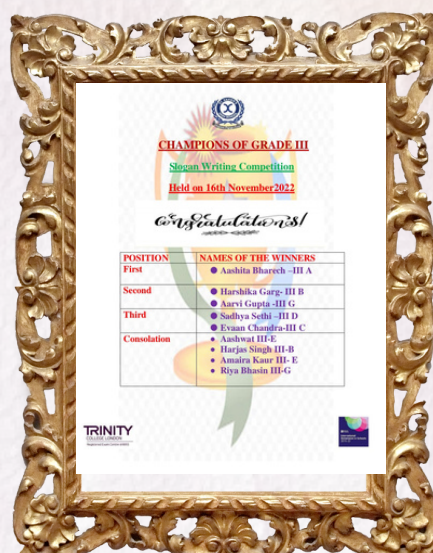 CHAMPIONS OF GRADE III
Slogan Writing Competition
Held on 16th November2022
Congratulations!
POSITION NAMES OF THE WINNERS
First ● Aashita Bharech –III A
Second ● Harshika Garg- III B
● Aarvi Gupta -III G
Third ● Sadhya Sethi –III D
● Evaan Chandra-III C
Consolation • Aashwat III-E
• Harjas Singh III-B
• Amaira Kaur III- E
• Riya Bhasin III-G
TRINITY
COLLEGE LONDON